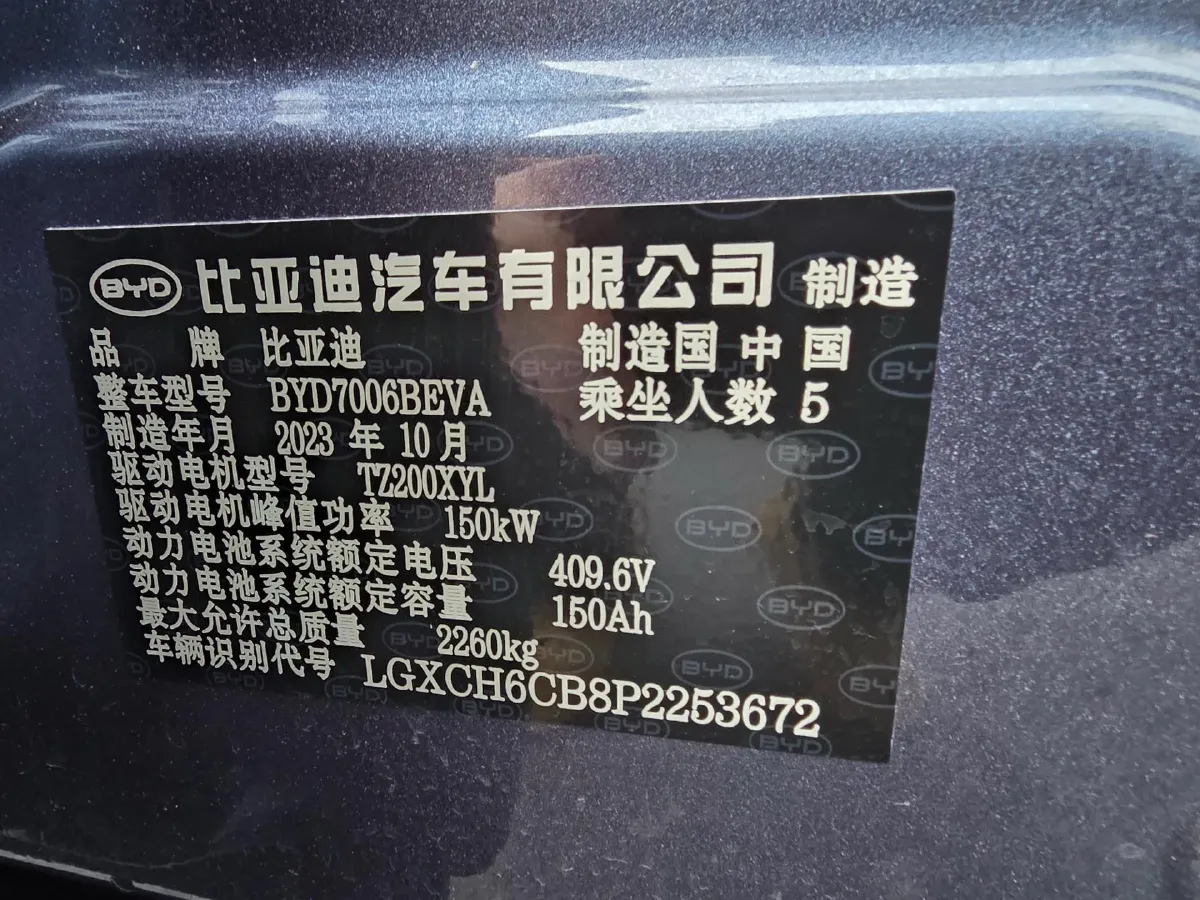 BYD 比亚迪汽车有限公司 制造
品 牌 比亚迪 制造国 中 国
整车型号 BYD7006BEVA 乘坐人数 5
制造年月 2023 年 10 月
驱动电机型号 TZ200XYL
驱动电机峰值功率 150kW
动力电池系统额定电压 409.6V
动力电池系统额定容量 150Ah
最大允许总质量 2260kg
车辆识别代号 LGXCH6CB8P2253672